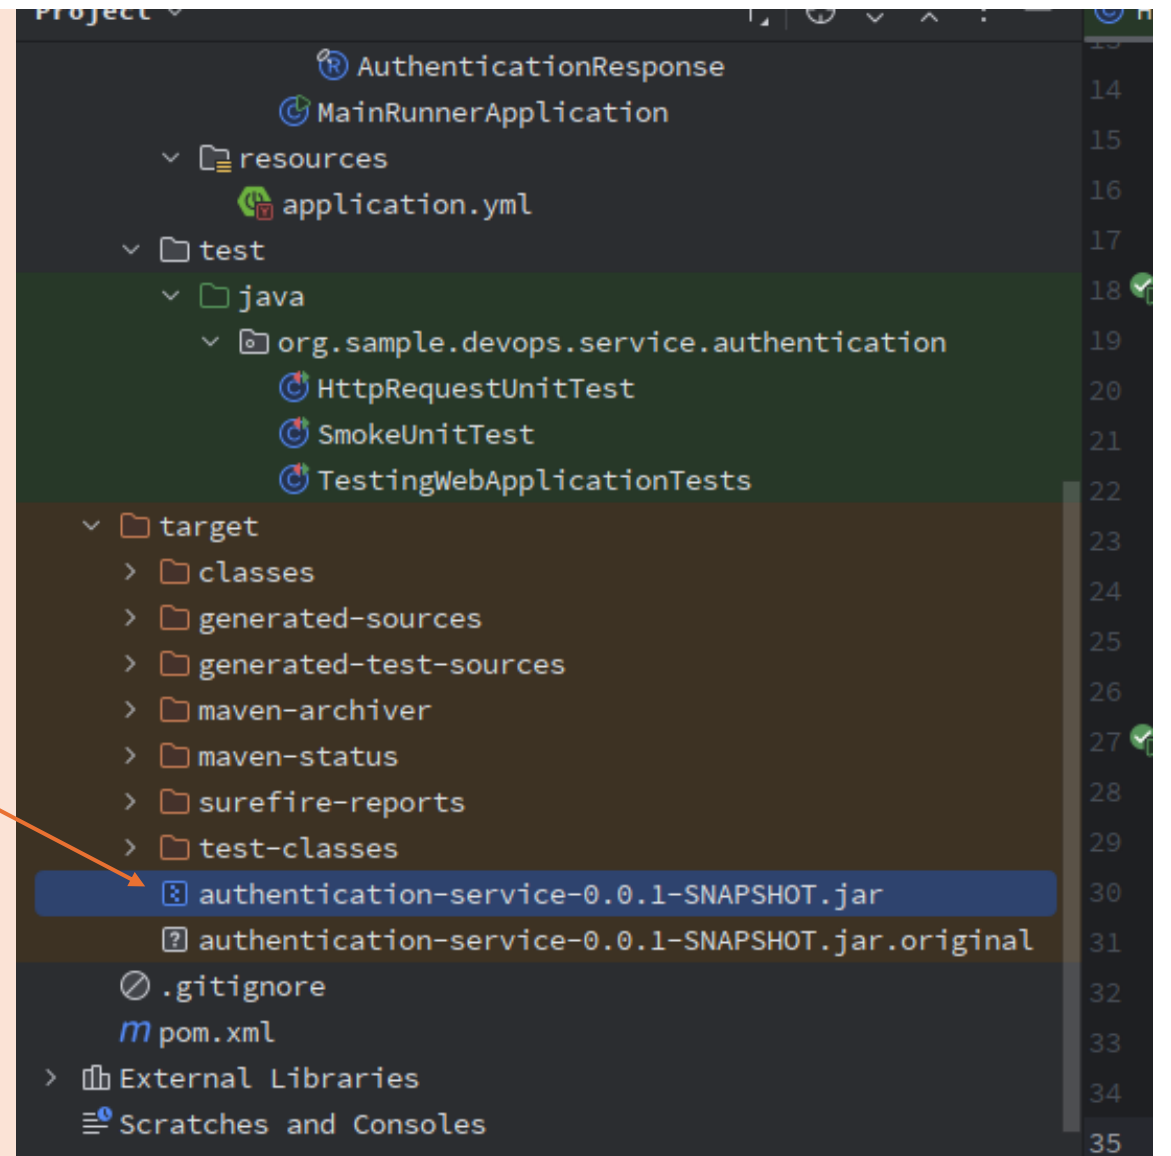 Project
AuthenticationResponse
MainRunnerApplication
resources
application.yml
test
java
org.sample.devops.service.authentication
HttpRequestUnitTest
SmokeUnitTest
TestingWebApplicationTests
target
classes
generated-sources
generated-test-sources
maven-archiver
maven-status
surefire-reports
test-classes
authentication-service-0.0.1-SNAPSHOT.jar
authentication-service-0.0.1-SNAPSHOT.jar.original
.gitignore
pom.xml
External Libraries
Scratches and Consoles
14
15
16
17
18
19
20
21
22
23
24
25
26
27
28
29
30
31
32
33
34
35